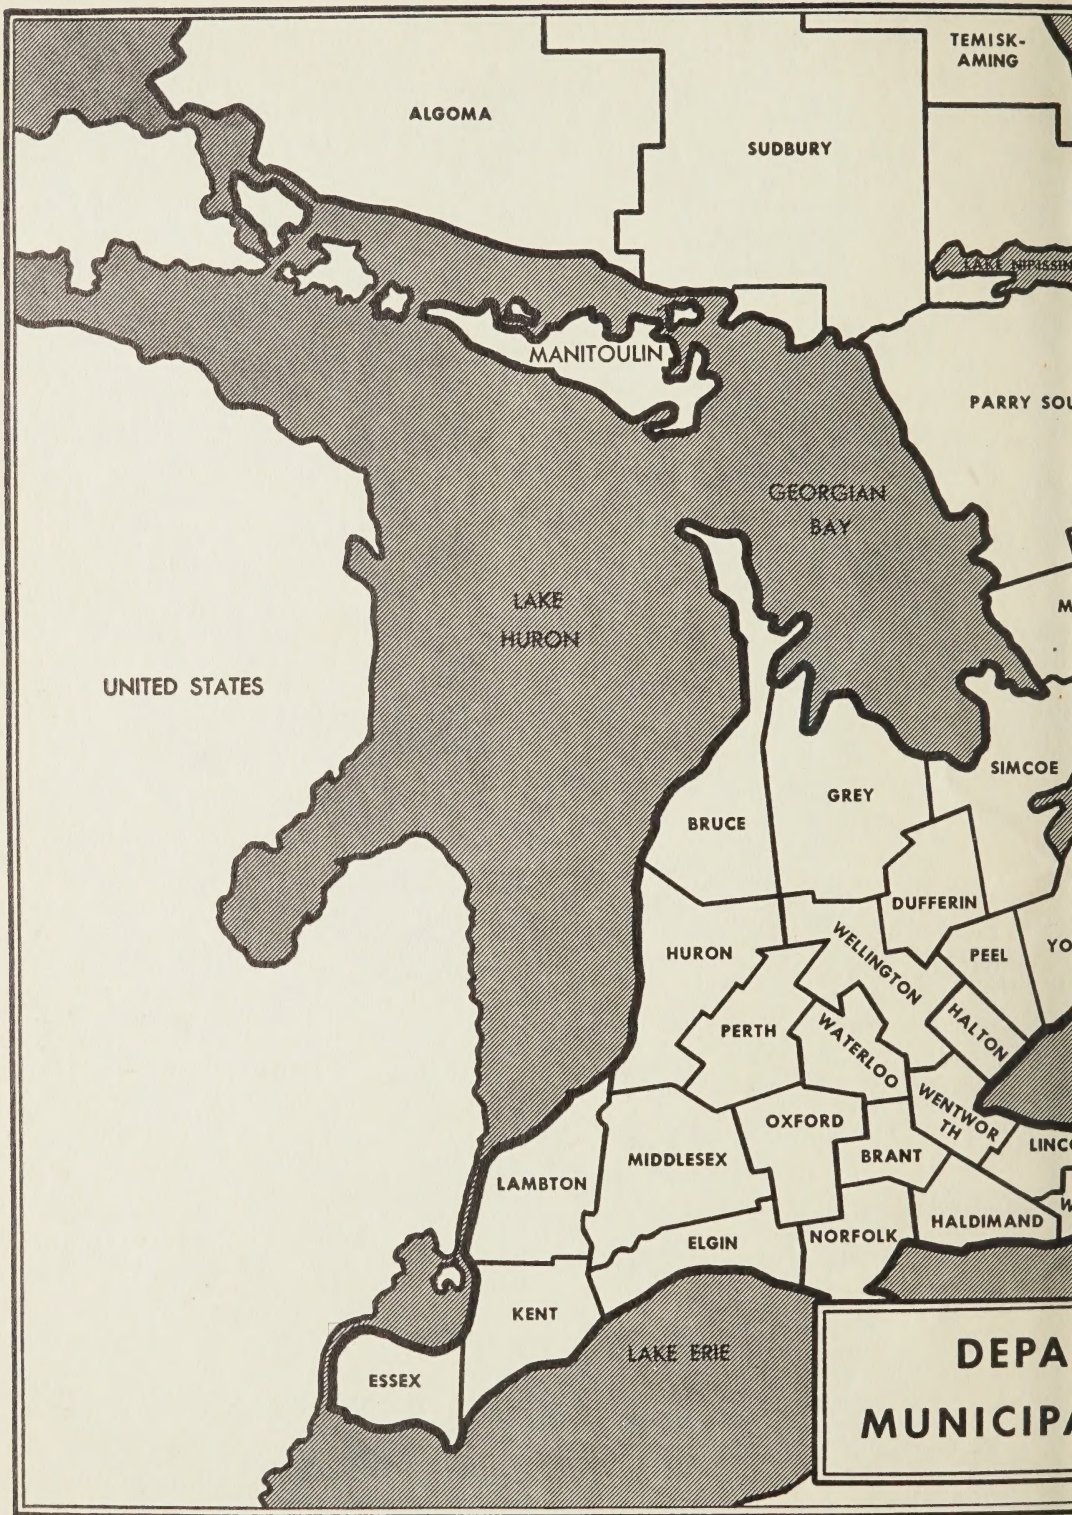 TEMISK-
AMING
ALGOMA
SUDBURY
LAKE NIPISSIN
MANITOULIN
PARRY SOU
GEORGIAN
BAY
LAKE
HURON
M
UNITED STATES
SIMCOE
GREY
BRUCE
DUFFERIN
HURON
WELLINGTON
PEEL
YO
PERTH
WATERLOO
HALTON
OXFORD
WENTWOR
TH
MIDDLESEX
BRANT
LINCO
LAMBTON
W
HALDIMAND
ELGIN
NORFOLK
KENT
LAKE ERIE
ESSEX
DEPA
MUNICIPA